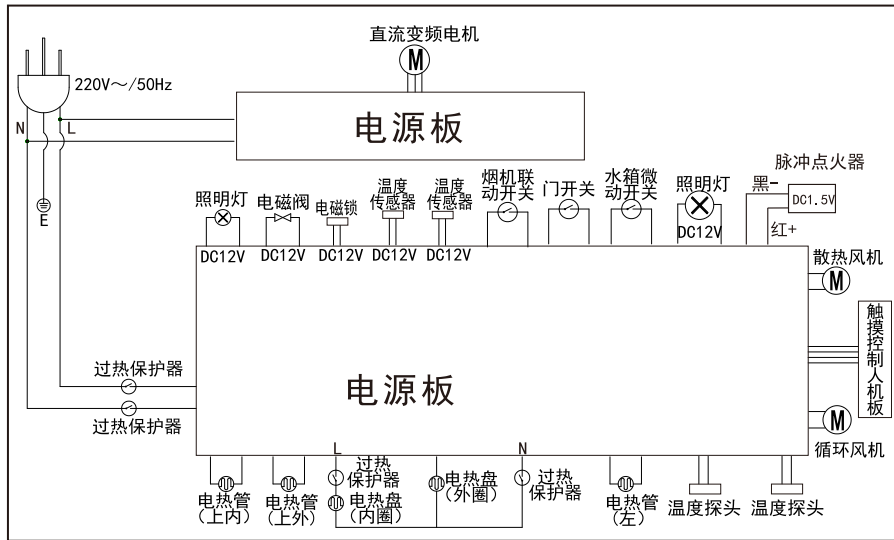 直流变频电机
M
220V～/50Hz
N
L
E
电源板
照明灯
电磁阀
电磁锁
温度
传感器
温度
传感器
烟机联
动开关
门开关
水箱微
动开关
照明灯
脉冲点火器
黑-
DC1.5V
红+
DC12V
DC12V
DC12V
DC12V
DC12V
DC12V
散热风机
M
触摸控制人机板
过热保护器
过热保护器
电源板
M
循环风机
L
N
过热
保护器
电热管
(上内)
电热管
(上外)
电热盘
(内圈)
电热盘
(外圈)
过热
保护器
电热管
(左)
温度探头
温度探头